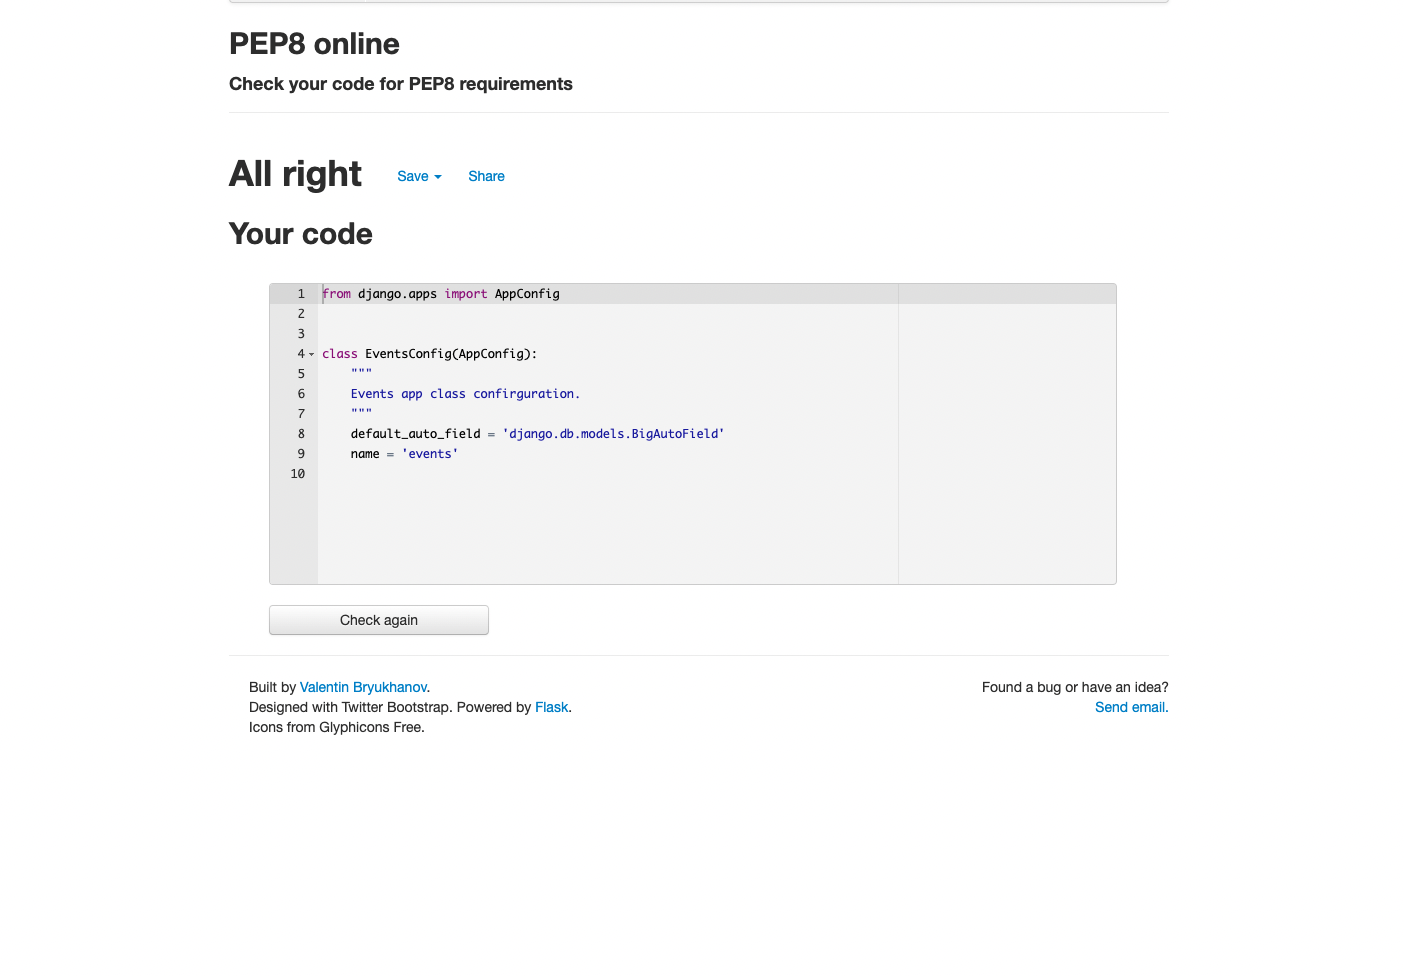 PEP8 online
Check your code for PEP8 requirements
All right Save Share
Your code
1 from django.apps import AppConfig
2
3
4 class EventsConfig(AppConfig):
5     """
6     Events app class confirguration.
7     """
8     default_auto_field = 'django.db.models.BigAutoField'
9     name = 'events'
10
Check again
Built by Valentin Bryukhanov.
Designed with Twitter Bootstrap. Powered by Flask.
Icons from Glyphicons Free.
Found a bug or have an idea?
Send email.